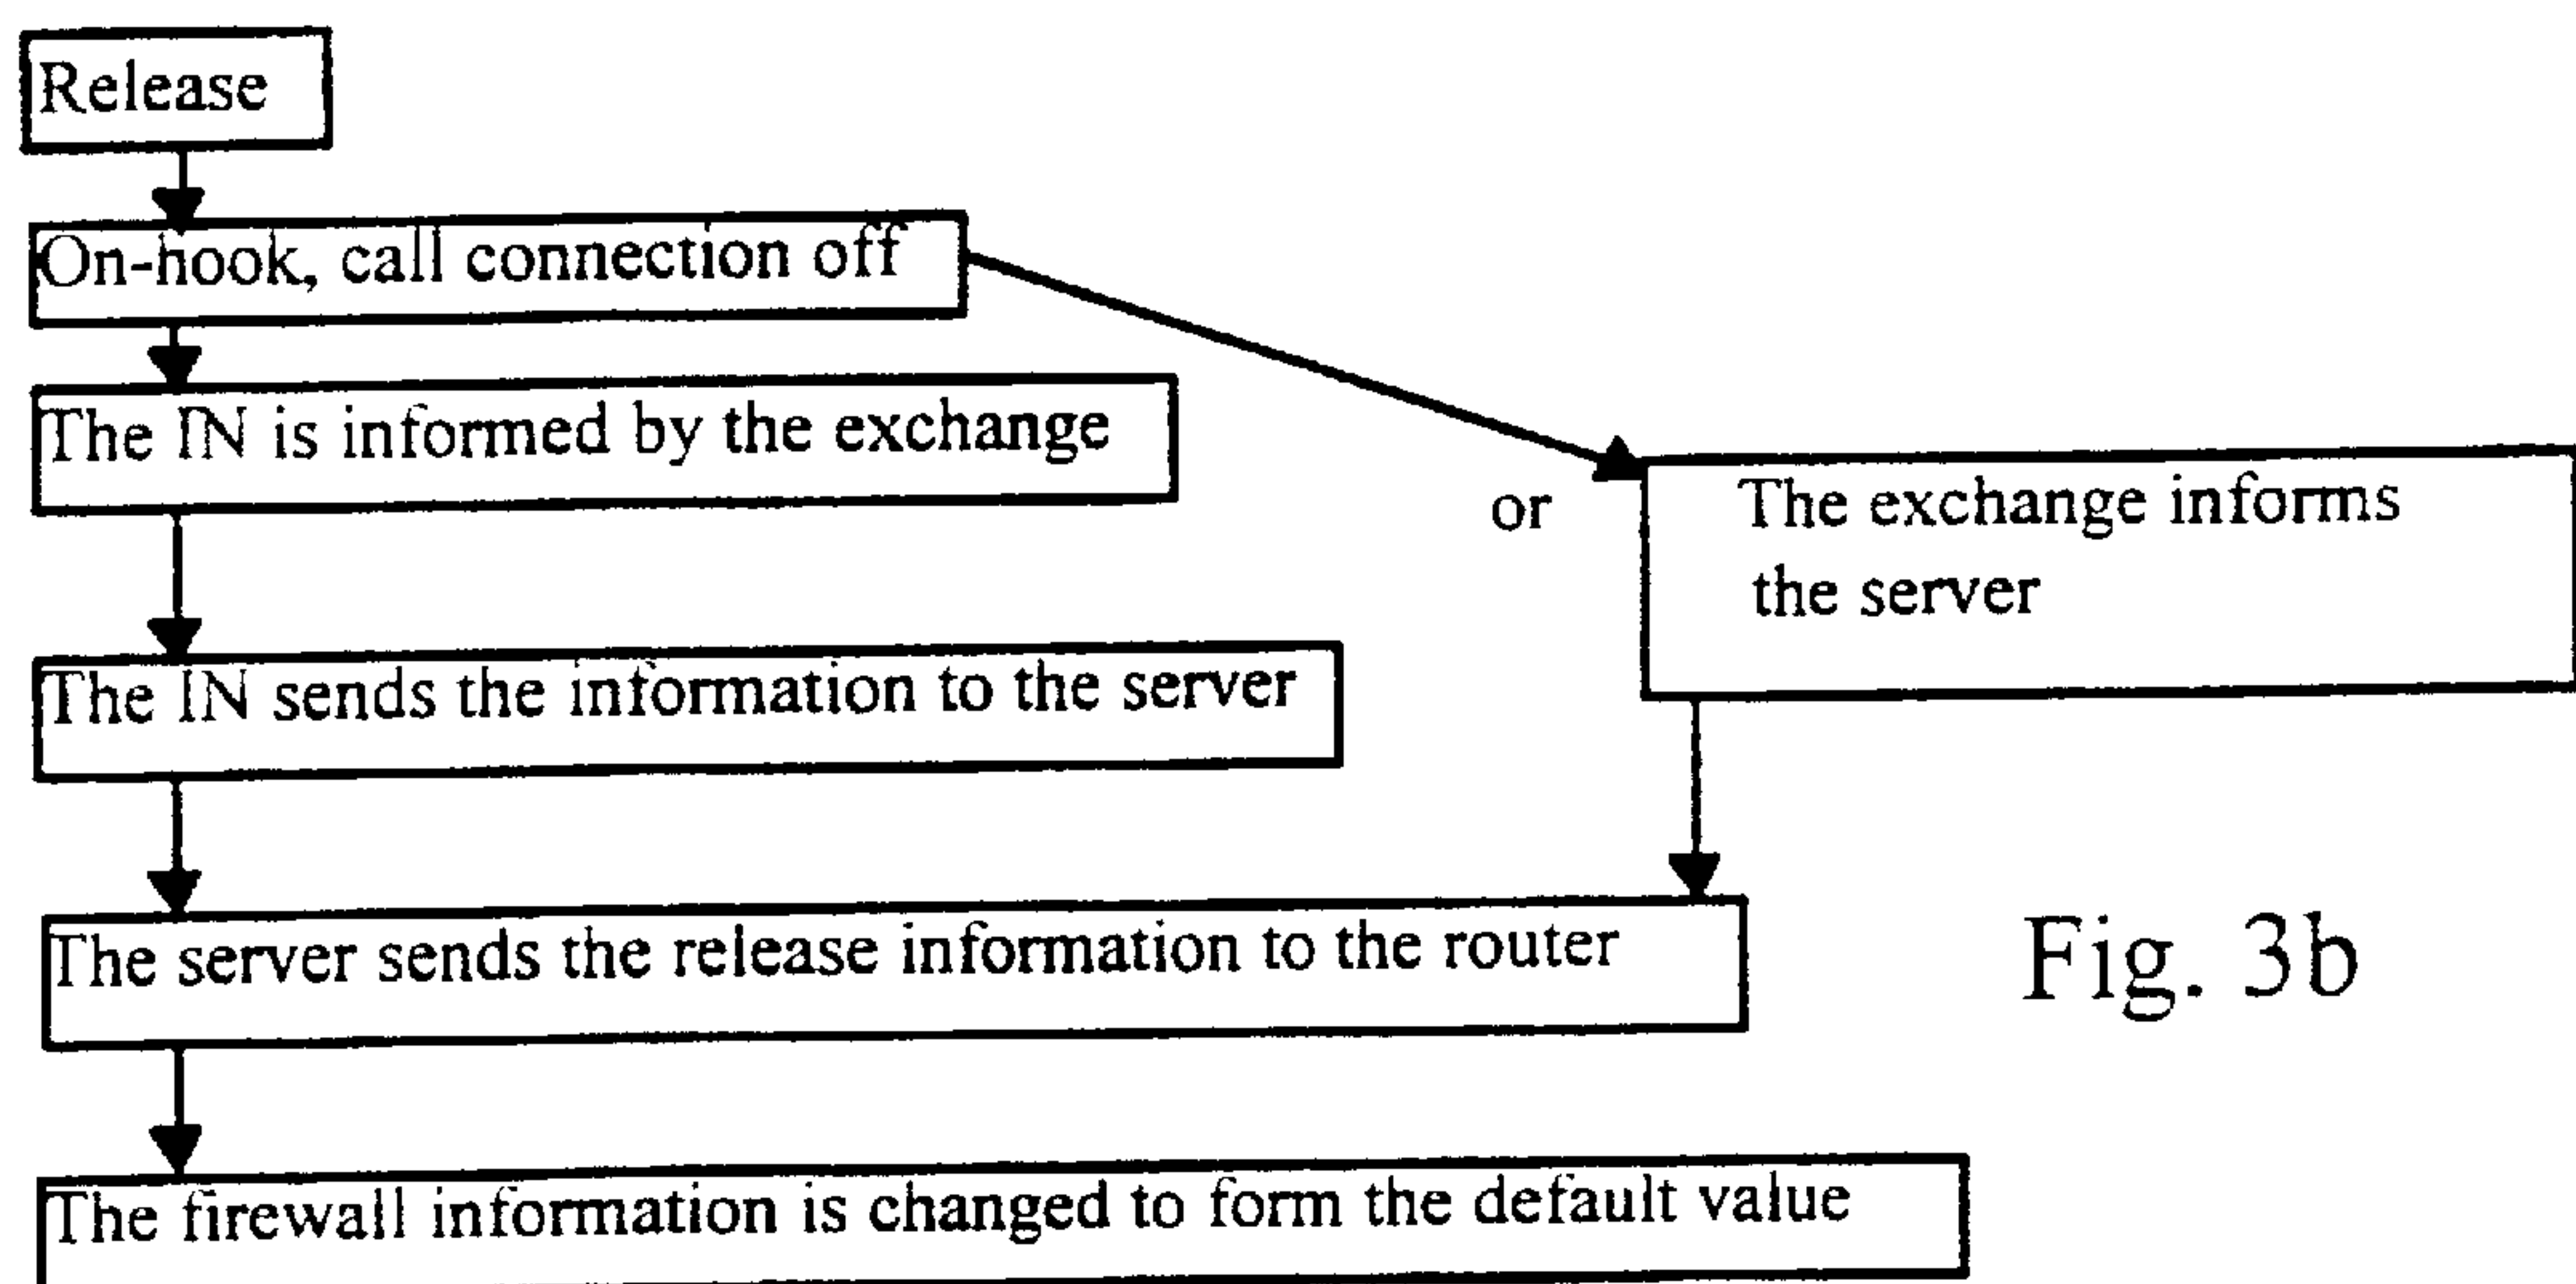 Release
On-hook, call connection off
The IN is informed by the exchange
or
The exchange informs
the server
The IN sends the information to the server
The server sends the release information to the router
Fig. 3b
The firewall information is changed to form the default value